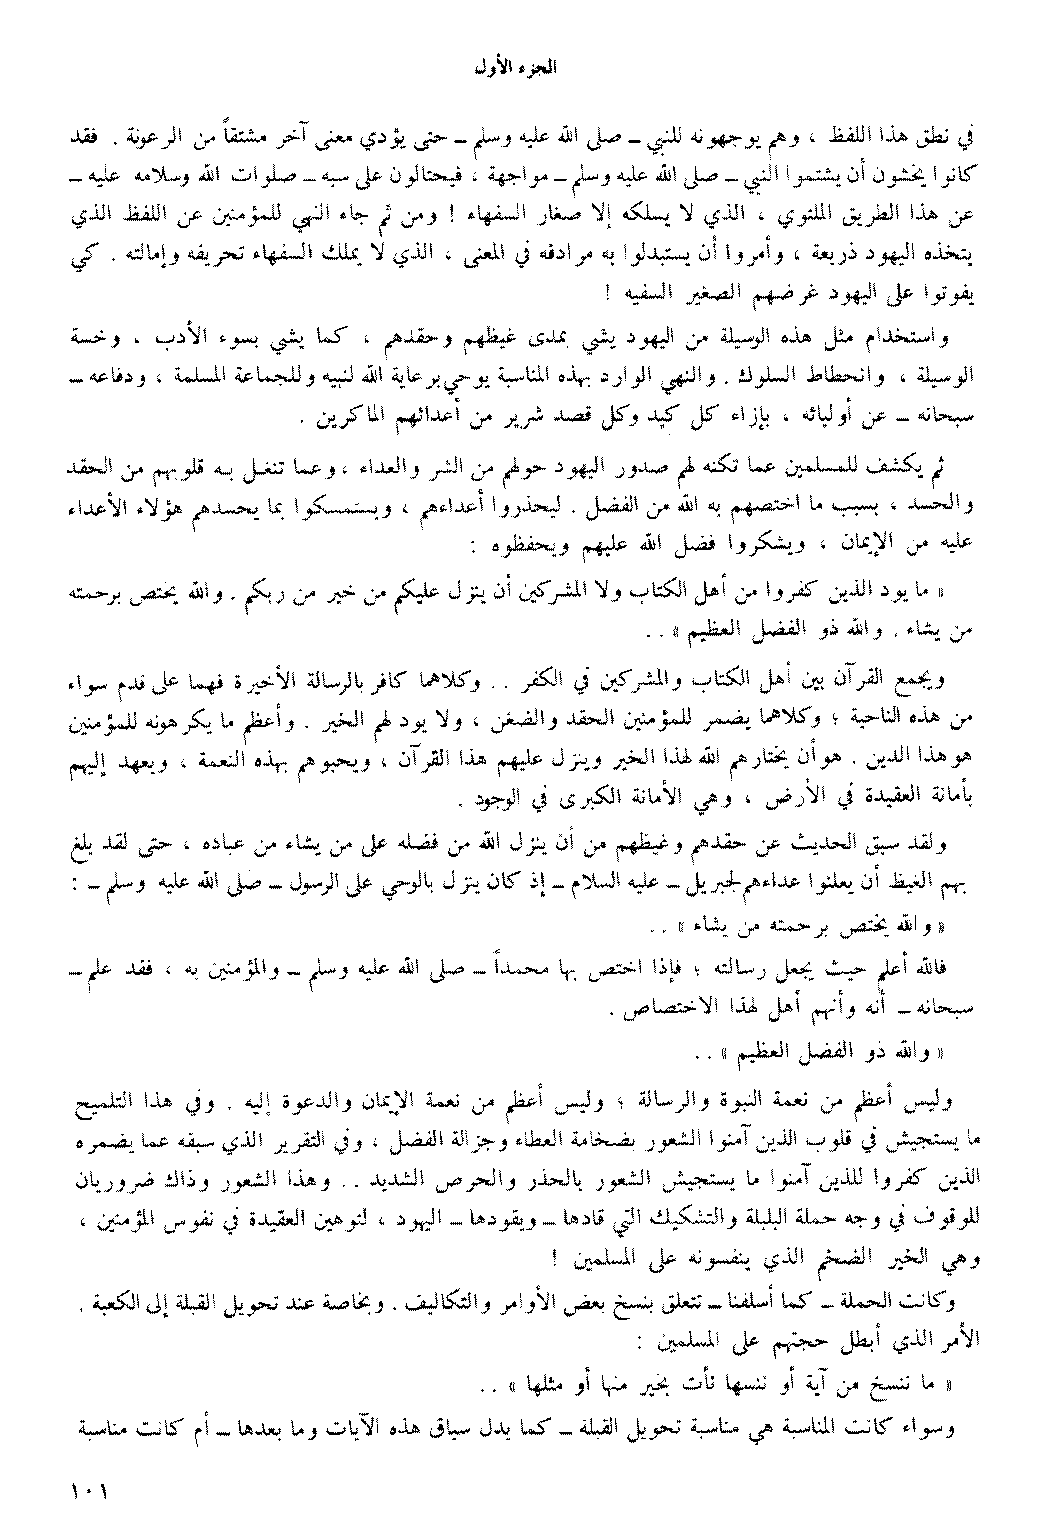 الجزء الأول
في نطق هذا اللفظ ، وهم يوجهونه للنبي ــ صلى الله عليه وسلم ــ حتى يؤدي معنى آخر مشتقاً من الرعونة . فقد
كانوا يخشون أن يشتموا النبي ــ صلى الله عليه وسلم ــ مواجهة ، فيحتالون على سبه ــ صلوات الله وسلامه عليه ــ
عن هذا الطريق الملتوي ، الذي لا يسلكه إلا صغار السفهاء ! ومن ثم جاء النهي للمؤمنين عن اللفظ الذي
يتخذه اليهود ذريعة ، وأمروا أن يستبدلوا به مرادفه في المعنى ، الذي لا يملك السفهاء تحريفه وإمالته . كي
يفوتوا على اليهود غرضهم الصغير السفيه !
واستخدام مثل هذه الوسيلة من اليهود يشي بمدى غيظهم وحقدهم ، كما يشي بسوء الأدب ، وخسة
الوسيلة ، وانحطاط السلوك . والنهي الوارد بهذه المناسبة يوحي برعاية الله لنبيه وللجماعة المسلمة ، ودفاعه ــ
سبحانه ــ عن أوليائه ، بإزاء كل كيد وكل قصد شرير من أعدائهم الماكرين .
ثم يكشف للمسلمين عما تكنه لهم صدور اليهود حولهم من الشر والعداء ، وعما تنغل به قلوبهم من الحقد
والحسد ، بسبب ما اختصهم به الله من الفضل . ليحذروا أعداءهم ، ويستمسكوا بما يحسدهم هؤلاء الأعداء
عليه من الإيمان ، ويشكروا فضل الله عليهم ويحفظوه :
« ما يود الذين كفروا من أهل الكتاب ولا المشركين أن ينزل عليكم من خير من ربكم . والله يختص برحمته
من يشاء . والله ذو الفضل العظيم » . .
ويجمع القرآن بين أهل الكتاب والمشركين في الكفر . . وكلاهما كافر بالرسالة الأخيرة فهما على قدم سواء
من هذه الناحية ؛ وكلاهما يضمر للمؤمنين الحقد والضغن ، ولا يود لهم الخير . وأعظم ما يكرهونه للمؤمنين
هو هذا الدين . هو أن يختارهم الله لهذا الخير وينزل عليهم هذا القرآن ، ويحبوهم بهذه النعمة ، ويعهد إليهم
بأمانة العقيدة في الأرض ، وهي الأمانة الكبرى في الوجود .
ولقد سبق الحديث عن حقدهم وغيظهم من أن ينزل الله من فضله على من يشاء من عباده ، حتى لقد بلغ
بهم الغيظ أن يعلنوا عداءهم لجبريل ــ عليه السلام ــ إذ كان ينزل بالوحي على الرسول ــ صلى الله عليه وسلم ــ :
« والله يختص برحمته من يشاء » . .
فالله أعلم حيث يجعل رسالته ؛ فإذا اختص بها محمداً ــ صلى الله عليه وسلم ــ والمؤمنين به ، فقد علم ــ
سبحانه ــ أنه وأنهم أهل لهذا الاختصاص .
« والله ذو الفضل العظيم » . .
وليس أعظم من نعمة النبوة والرسالة ؛ وليس أعظم من نعمة الإيمان والدعوة إليه . وفي هذا التلميح
ما يستجيش في قلوب الذين آمنوا الشعور بضخامة العطاء وجزالة الفضل ، وفي التقرير الذي سبقه عما يضمره
الذين كفروا للذين آمنوا ما يستجيش الشعور بالحذر والحرص الشديد . . وهذا الشعور وذاك ضروريان
للوقوف في وجه حملة البلبلة والتشكيك التي قادها ــ ويقودها ــ اليهود ، لتوهين العقيدة في نفوس المؤمنين ،
وهي الخير الضخم الذي ينفسونه على المسلمين !
وكانت الحملة ــ كما أسلفنا ــ تتعلق بنسخ بعض الأوامر والتكاليف . وبخاصة عند تحويل القبلة إلى الكعبة .
الأمر الذي أبطل حجتهم على المسلمين :
« ما ننسخ من آية أو ننسها نأت بخير منها أو مثلها » . .
وسواء كانت المناسبة هي مناسبة تحويل القبلة ــ كما يدل سياق هذه الآيات وما بعدها ــ أم كانت مناسبة
١٠١